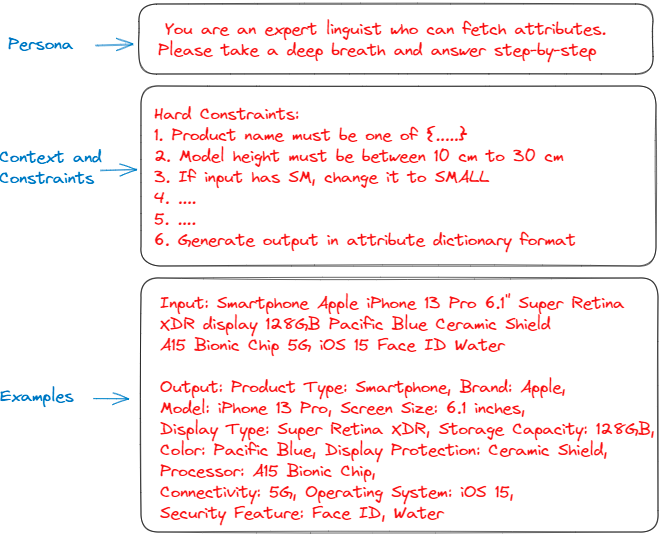 You are an expert linguist who can fetch attributes.
Persona
Please take a deep breath and answer step-by-step
Hard Constraints:
1. Product name must be one of {.....}
Context and
Constraints
2. Model height must be between 10 cm to 30 cm
3. If input has SM, change it to SMALL
4. ....
5. ....
6. Generate output in attribute dictionary format
Examples
Input: Smartphone Apple iPhone 13 Pro 6.1" Super Retina
XDR display 128GB Pacific Blue Ceramic Shield
A15 Bionic Chip 5G iOS 15 Face ID Water
Output: Product Type: Smartphone, Brand: Apple,
Model: iPhone 13 Pro, Screen Size: 6.1 inches,
Display Type: Super Retina XDR, Storage Capacity: 128GB,
Color: Pacific Blue, Display Protection: Ceramic Shield,
Processor: A15 Bionic Chip,
Connectivity: 5G, Operating System: iOS 15,
Security Feature: Face ID, Water